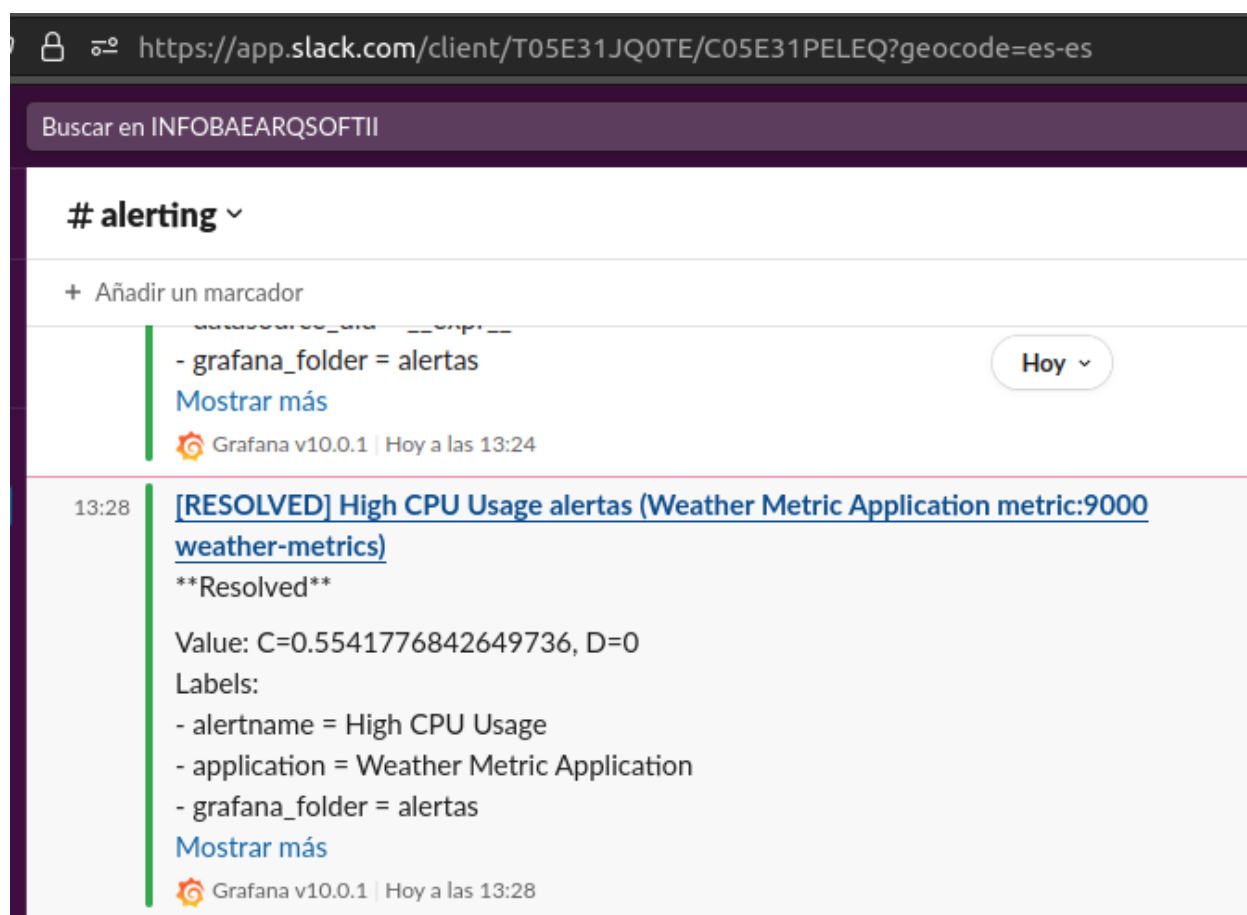 https://app.slack.com/client/T05E31JQ0TE/C05E31PELEQ?geocode=es-es
Buscar en INFOBAEARQSOFTII
# alerting
+ Añadir un marcador
Hoy
- grafana_folder = alertas
Mostrar más
Grafana v10.0.1 | Hoy a las 13:24
13:28
[RESOLVED] High CPU Usage alertas (Weather Metric Application metric:9000
weather-metrics)
**Resolved**
Value: C=0.5541776842649736, D=0
Labels:
- alertname = High CPU Usage
- application = Weather Metric Application
- grafana_folder = alertas
Mostrar más
Grafana v10.0.1 | Hoy a las 13:28